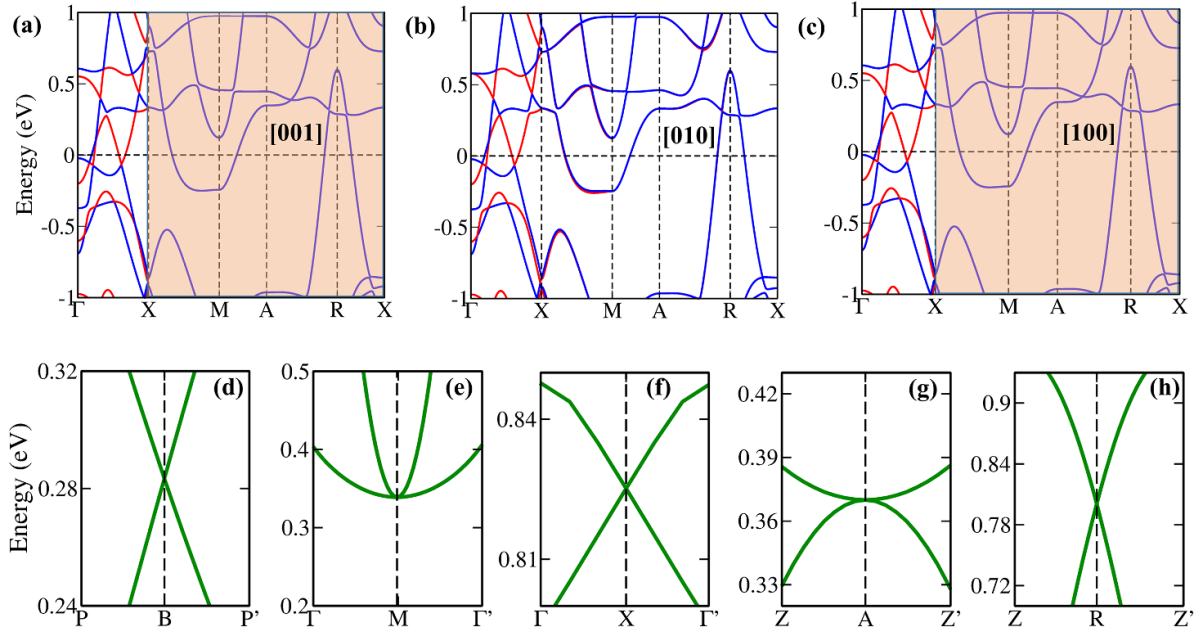 (a)
[001]
Energy (eV)
1
0.5
0
-0.5
-1
Γ X M A R X
(b)
[010]
1
0.5
0
-0.5
-1
Γ X M A R X
(c)
[100]
1
0.5
0
-0.5
-1
Γ X M A R X
(d)
Energy (eV)
0.32
0.28
0.24
P B P'
(e)
0.5
0.4
0.3
0.2
Γ M Γ'
(f)
0.84
0.81
Γ X Γ'
(g)
0.42
0.39
0.36
0.33
Z A Z'
(h)
0.9
0.84
0.78
0.72
Z R Z'